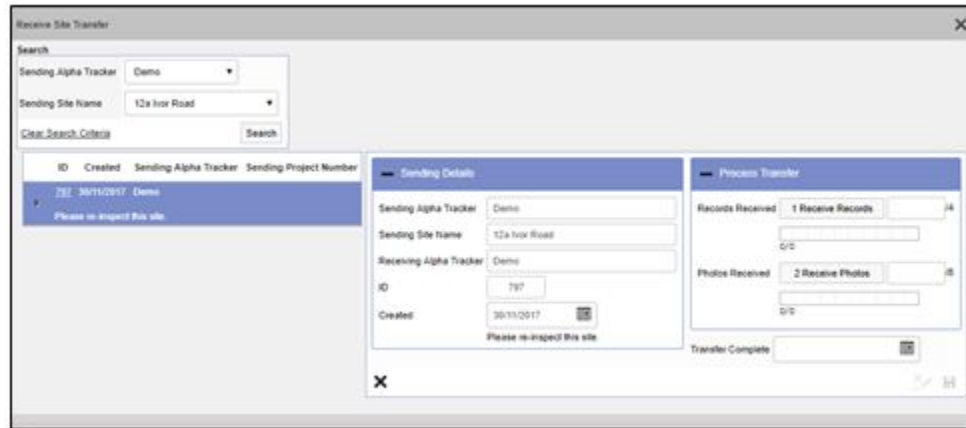 Receive Site Transfer
Search
Sending Alpha Tracker Demo
Sending Site Name 12a Ivor Road
Clear Search Criteria Search
ID Created Sending Alpha Tracker Sending Project Number
797 30/11/2017 Demo
Please re-inspect this site.
Sending Details
Sending Alpha Tracker Demo
Sending Site Name 12a Ivor Road
Receiving Alpha Tracker Demo
ID 797
Created 30/11/2017
Please re-inspect this site.
Process Transfer
Records Received 1 Receive Records /4
0/0
Photos Received 2 Receive Photos
0/0
Transfer Complete